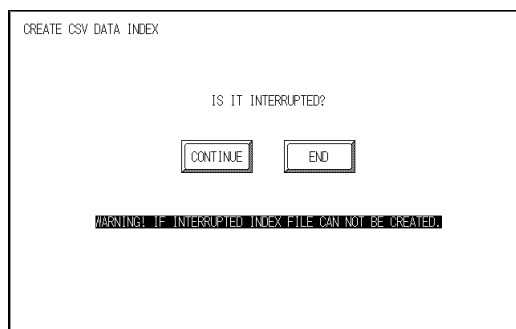 CREATE CSV DATA INDEX
IS IT INTERRUPTED?
CONTINUE END
WARNING! IF INTERRUPTED INDEX FILE CAN NOT BE CREATED.